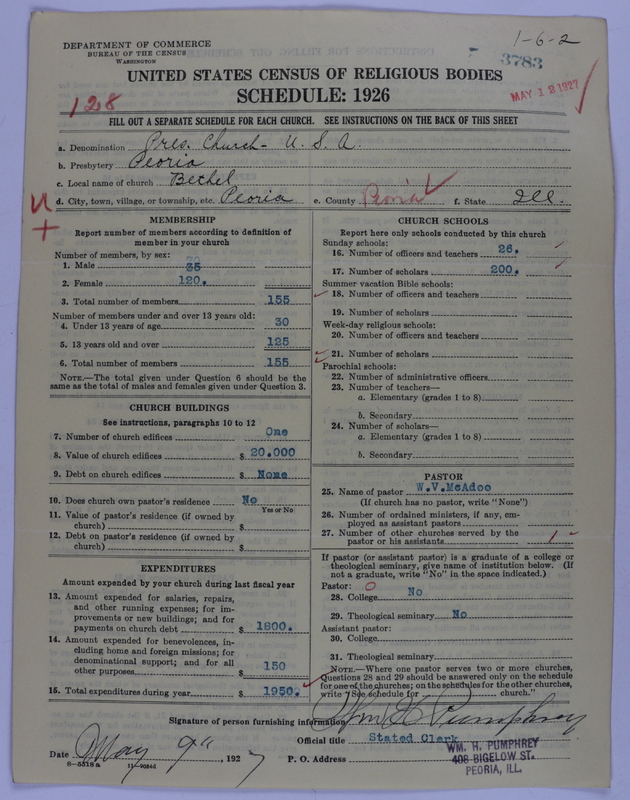 DEPARTMENT OF COMMERCE
BUREAU OF THE CENSUS
WASHINGTON
1-6-2
3783
MAY 13 1927
UNITED STATES CENSUS OF RELIGIOUS BODIES
SCHEDULE: 1926
128
FILL OUT A SEPARATE SCHEDULE FOR EACH CHURCH. SEE INSTRUCTIONS ON THE BACK OF THIS SHEET
a. Denomination Pres. Church - U. S. A.
b. Presbytery Peoria
c. Local name of church Bethel
d. City, town, village, or township, etc. Peoria e. County Peoria f. State Ill.
MEMBERSHIP
Report number of members according to definition of
member in your church
Number of members, by sex:
1. Male 35
2. Female 120.
3. Total number of members 155
Number of members under and over 13 years old:
4. Under 13 years of age 30
5. 13 years old and over 125
6. Total number of members 155
NOTE.—The total given under Question 6 should be the
same as the total of males and females given under Question 3.
CHURCH BUILDINGS
See instructions, paragraphs 10 to 12
7. Number of church edifices One
8. Value of church edifices $ 20.000
9. Debt on church edifices $ None
10. Does church own pastor's residence No
Yes or No
11. Value of pastor's residence (if owned by
church) $
12. Debt on pastor's residence (if owned by
church) $
EXPENDITURES
Amount expended by your church during last fiscal year
13. Amount expended for salaries, repairs,
and other running expenses; for im-
provements or new buildings; and for
payments on church debt $ 1800.
14. Amount expended for benevolences, in-
cluding home and foreign missions; for
denominational support; and for all
other purposes $ 150
15. Total expenditures during year $ 1950.
CHURCH SCHOOLS
Report here only schools conducted by this church
Sunday schools:
16. Number of officers and teachers 26.
17. Number of scholars 200.
Summer vacation Bible schools:
18. Number of officers and teachers
19. Number of scholars
Week-day religious schools:
20. Number of officers and teachers
21. Number of scholars
Parochial schools:
22. Number of administrative officers
23. Number of teachers—
a. Elementary (grades 1 to 8)
b. Secondary
24. Number of scholars—
a. Elementary (grades 1 to 8)
b. Secondary
PASTOR
25. Name of pastor W.V.McAdoo
(If church has no pastor, write "None")
26. Number of ordained ministers, if any, em-
ployed as assistant pastors
27. Number of other churches served by the
pastor or his assistants 1
If pastor (or assistant pastor) is a graduate of a college or
theological seminary, give name of institution below. (If
not a graduate, write "No" in the space indicated.)
Pastor: 0
28. College No
29. Theological seminary No
Assistant pastor:
30. College
31. Theological seminary
NOTE.—Where one pastor serves two or more churches,
Questions 28 and 29 should be answered only on the schedule
for one of the churches; on the schedules for the other churches,
write "See schedule for church."
Signature of person furnishing information Wm H Pumphrey
Official title Stated Clerk
Date May 9", 1927 P. O. Address WM. H. PUMPHREY
408 BIGELOW ST.
PEORIA, ILL.
8-5518a 11-9056d